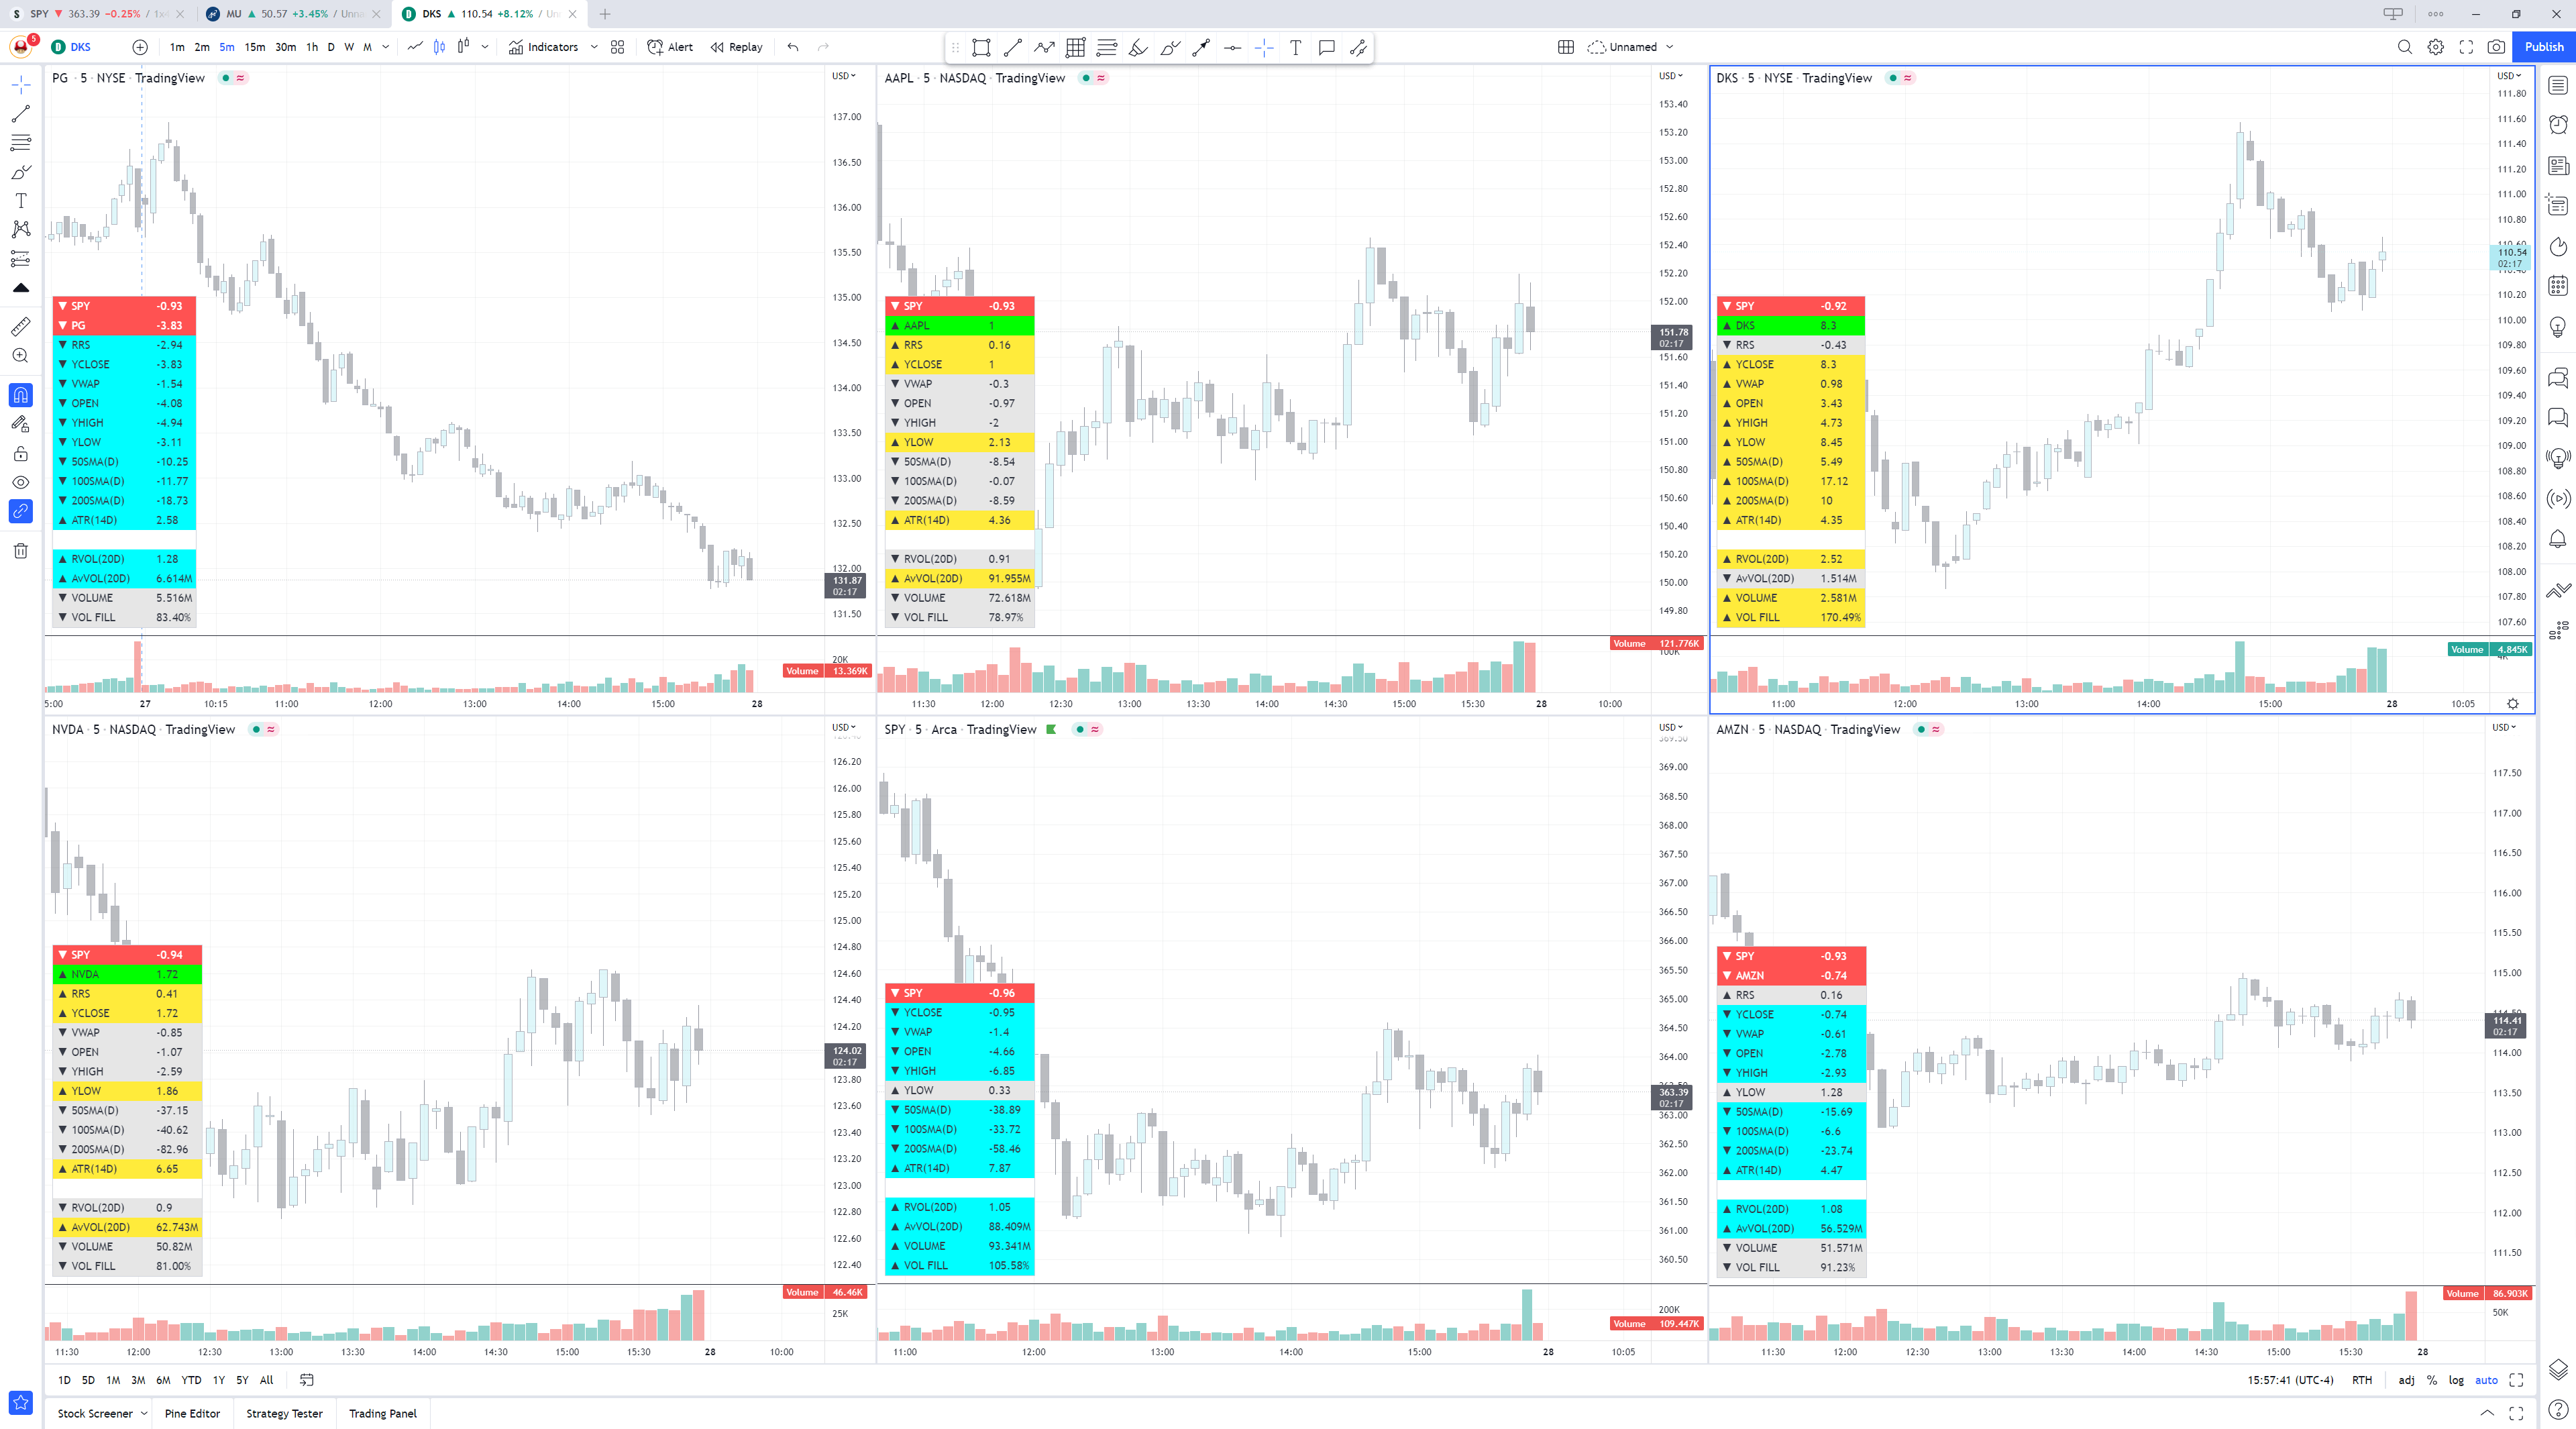 SPY ▼ 363.39 −0.25% / 1x
MU ▲ 50.57 +3.45% / Unn
DKS ▲ 110.54 +8.12% / Un
5
DKS
1m 2m 5m 15m 30m 1h D W M
Indicators
Alert
Replay
Unnamed
Publish
PG · 5 · NYSE · TradingView
USD
137.00
136.50
136.00
135.50
135.00
134.50
134.00
133.50
133.00
132.50
132.00
131.87
02:17
131.50
▼ SPY -0.93
▼ PG -3.83
▼ RRS -2.94
▼ YCLOSE -3.83
▼ VWAP -1.54
▼ OPEN -4.08
▼ YHIGH -4.94
▼ YLOW -3.11
▼ 50SMA(D) -10.25
▼ 100SMA(D) -11.77
▼ 200SMA(D) -18.73
▲ ATR(14D) 2.58
▲ RVOL(20D) 1.28
▲ AvVOL(20D) 6.614M
▼ VOLUME 5.516M
▼ VOL FILL 83.40%
20K
Volume 13.369K
5:00 27 10:15 11:00 12:00 13:00 14:00 15:00 28
AAPL · 5 · NASDAQ · TradingView
USD
153.40
153.20
153.00
152.80
152.60
152.40
152.20
152.00
151.78
02:17
151.60
151.40
151.20
151.00
150.80
150.60
150.40
150.20
150.00
149.80
▼ SPY -0.93
▲ AAPL 1
▲ RRS 0.16
▲ YCLOSE 1
▼ VWAP -0.3
▼ OPEN -0.97
▼ YHIGH -2
▲ YLOW 2.13
▼ 50SMA(D) -8.54
▼ 100SMA(D) -0.07
▼ 200SMA(D) -8.59
▲ ATR(14D) 4.36
▼ RVOL(20D) 0.91
▲ AvVOL(20D) 91.955M
▼ VOLUME 72.618M
▼ VOL FILL 78.97%
Volume 121.776K
100K
11:30 12:00 12:30 13:00 13:30 14:00 14:30 15:00 15:30 28 10:00
DKS · 5 · NYSE · TradingView
USD
111.80
111.60
111.40
111.20
111.00
110.80
110.60
110.54
02:17
110.40
110.20
110.00
109.80
109.60
109.40
109.20
109.00
108.80
108.60
108.40
108.20
108.00
107.80
107.60
▼ SPY -0.92
▲ DKS 8.3
▼ RRS -0.43
▲ YCLOSE 8.3
▲ VWAP 0.98
▲ OPEN 3.43
▲ YHIGH 4.73
▲ YLOW 8.45
▲ 50SMA(D) 5.49
▲ 100SMA(D) 17.12
▲ 200SMA(D) 10
▲ ATR(14D) 4.35
▲ RVOL(20D) 2.52
▼ AvVOL(20D) 1.514M
▲ VOLUME 2.581M
▲ VOL FILL 170.49%
Volume 4.845K
4K
11:00 12:00 13:00 14:00 15:00 28 10:05
NVDA · 5 · NASDAQ · TradingView
USD
126.40
126.20
126.00
125.80
125.60
125.40
125.20
125.00
124.80
124.60
124.40
124.20
124.02
02:17
123.80
123.60
123.40
123.20
123.00
122.80
122.60
122.40
▼ SPY -0.94
▲ NVDA 1.72
▲ RRS 0.41
▲ YCLOSE 1.72
▼ VWAP -0.85
▼ OPEN -1.07
▼ YHIGH -2.59
▲ YLOW 1.86
▼ 50SMA(D) -37.15
▼ 100SMA(D) -40.62
▼ 200SMA(D) -82.96
▲ ATR(14D) 6.65
▼ RVOL(20D) 0.9
▲ AvVOL(20D) 62.743M
▼ VOLUME 50.82M
▼ VOL FILL 81.00%
Volume 46.46K
25K
11:30 12:00 12:30 13:00 13:30 14:00 14:30 15:00 15:30 28 10:00
SPY · 5 · Arca · TradingView
USD
369.50
369.00
368.50
368.00
367.50
367.00
366.50
366.00
365.50
365.00
364.50
364.00
363.50
363.39
02:17
363.00
362.50
362.00
361.50
361.00
360.50
▼ SPY -0.96
▼ YCLOSE -0.95
▼ VWAP -1.4
▼ OPEN -4.66
▼ YHIGH -6.85
▲ YLOW 0.33
▼ 50SMA(D) -38.89
▼ 100SMA(D) -33.72
▼ 200SMA(D) -58.46
▲ ATR(14D) 7.87
▲ RVOL(20D) 1.05
▲ AvVOL(20D) 88.409M
▲ VOLUME 93.341M
▲ VOL FILL 105.58%
200K
Volume 109.447K
11:00 12:00 13:00 14:00 15:00 28 10:05
AMZN · 5 · NASDAQ · TradingView
USD
117.50
117.00
116.50
116.00
115.50
115.00
114.50
114.41
02:17
114.00
113.50
113.00
112.50
112.00
111.50
▼ SPY -0.93
▼ AMZN -0.74
▲ RRS 0.16
▼ YCLOSE -0.74
▼ VWAP -0.61
▼ OPEN -2.78
▼ YHIGH -2.93
▲ YLOW 1.28
▼ 50SMA(D) -15.69
▼ 100SMA(D) -6.6
▼ 200SMA(D) -23.74
▲ ATR(14D) 4.47
▲ RVOL(20D) 1.08
▲ AvVOL(20D) 56.529M
▼ VOLUME 51.571M
▼ VOL FILL 91.23%
Volume 86.903K
50K
11:30 12:00 12:30 13:00 13:30 14:00 14:30 15:00 15:30 28
1D 5D 1M 3M 6M YTD 1Y 5Y All
15:57:41 (UTC-4) RTH adj % log auto
Stock Screener Pine Editor Strategy Tester Trading Panel